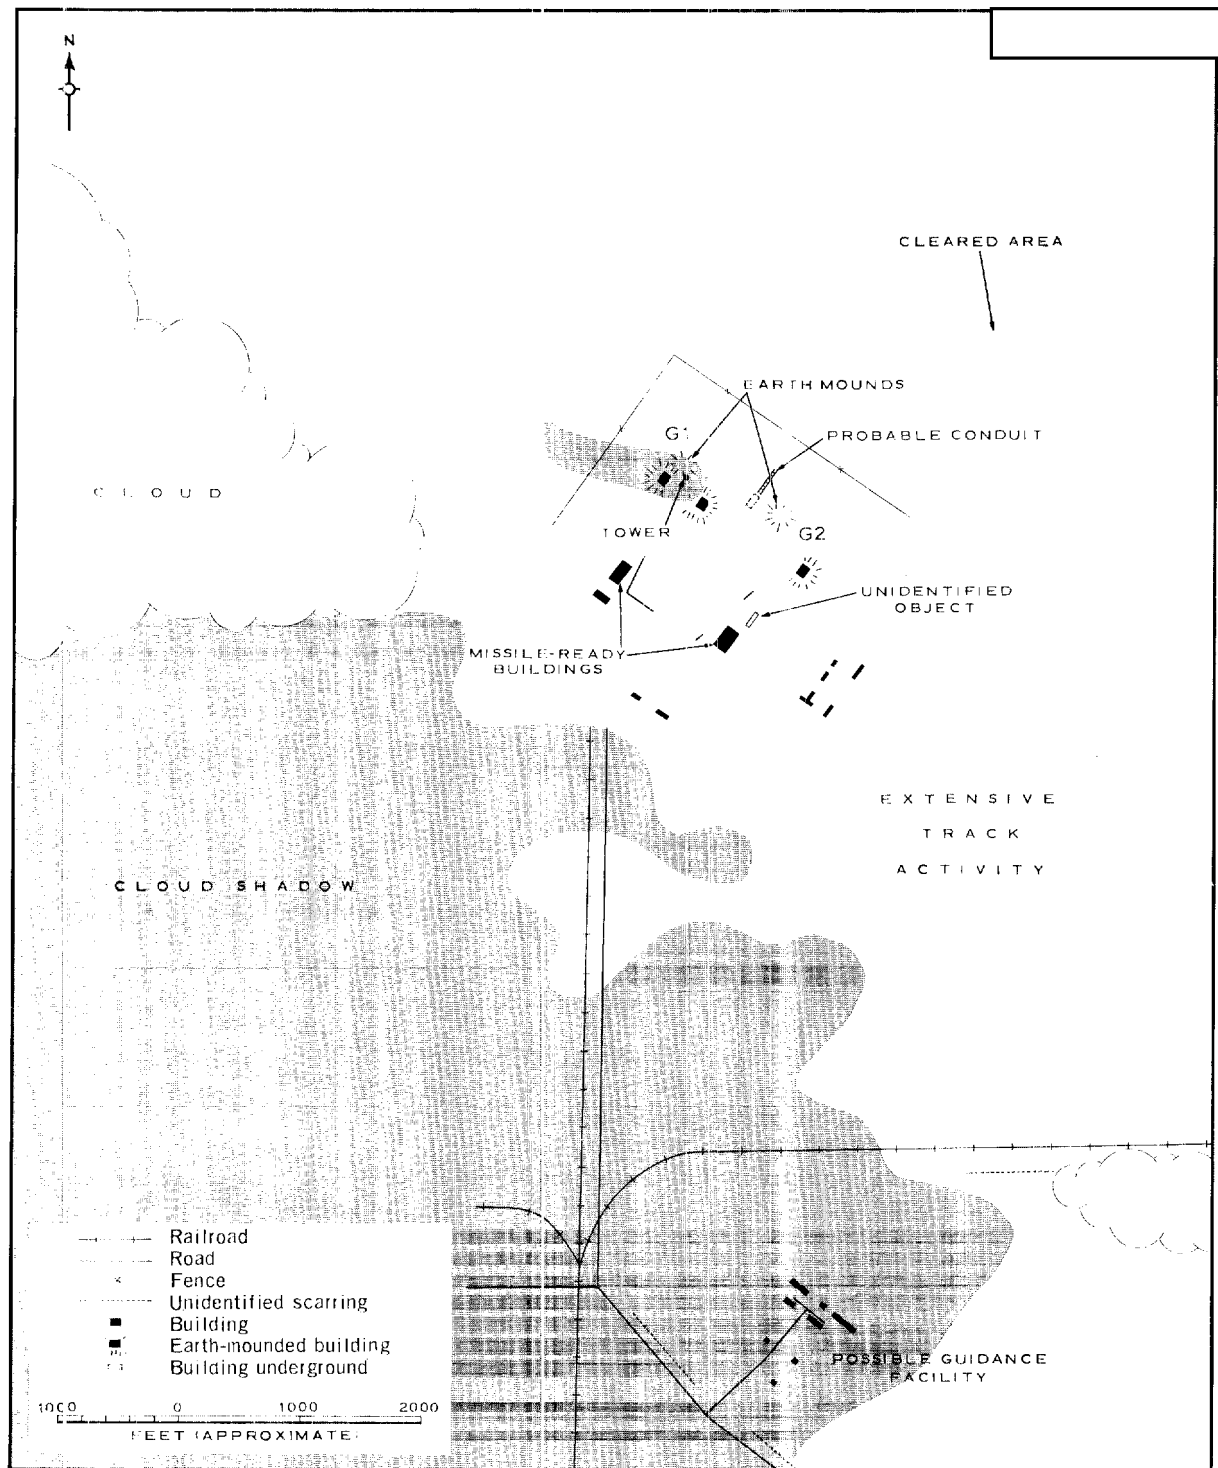 N
CLEARED AREA
EARTH MOUNDS
G1
PROBABLE CONDUIT
CLOUD
TOWER
G2
UNIDENTIFIED
OBJECT
MISSILE-READY
BUILDINGS
EXTENSIVE
TRACK
ACTIVITY
CLOUD SHADOW
Railroad
Road
Fence
Unidentified scarring
Building
Earth-mounded building
Building underground
POSSIBLE GUIDANCE
FACILITY
1000 0 1000 2000
FEET (APPROXIMATE)